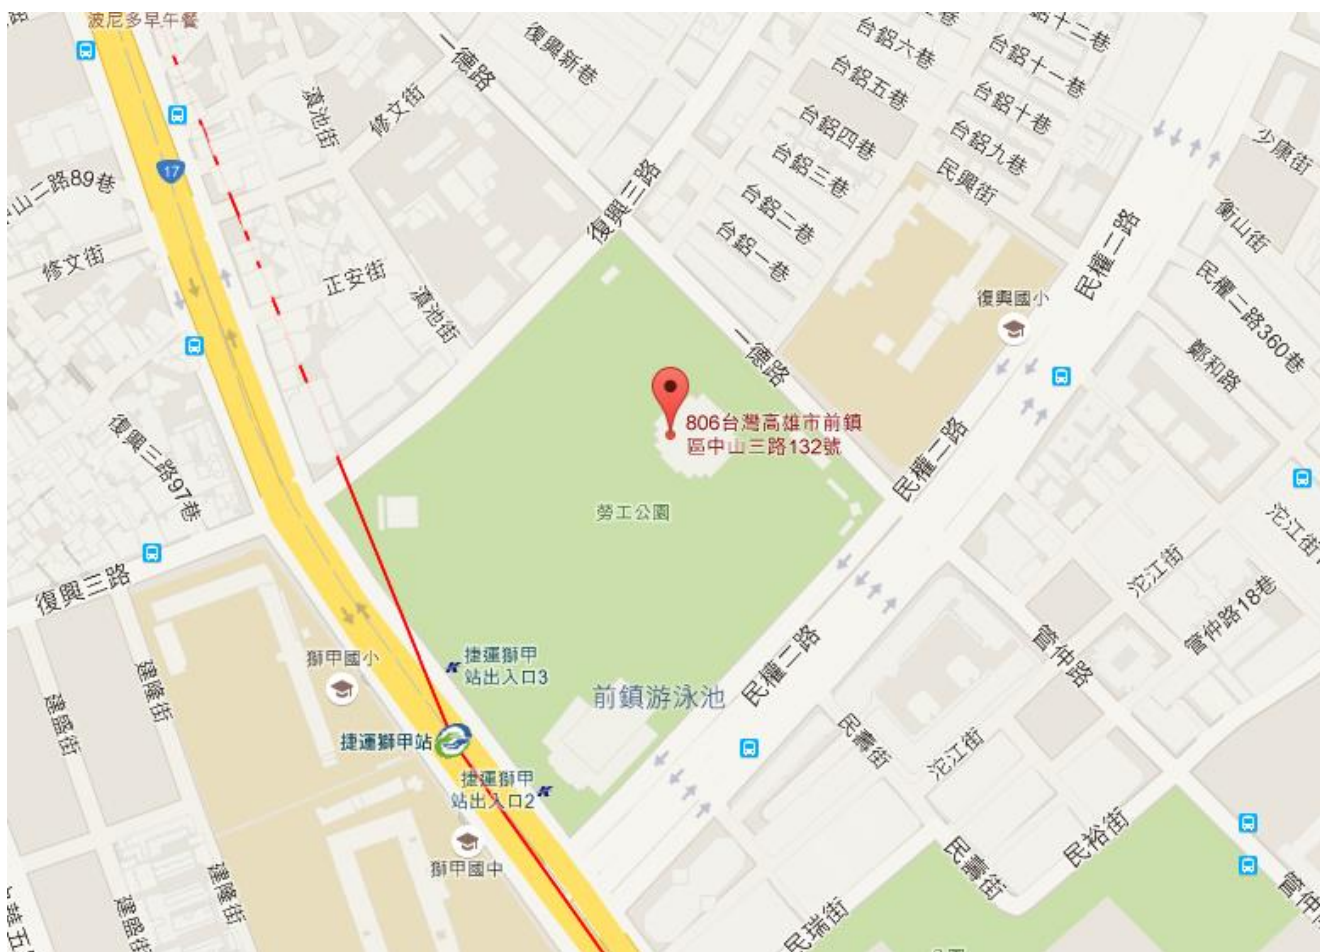 波尼多早午餐
一德路
復興新巷
台鋁六巷
台鋁十二巷
台鋁五巷
台鋁十一巷
台鋁四巷
台鋁十巷
台鋁三巷
台鋁九巷
台鋁二巷
民興街
台鋁一巷
滇池街
修文街
17
山二路89巷
修文街
正安街
滇池街
復興三路
少康街
衡山街
民權二路
民權二路360巷
復興國小
鄭和路
一德路
806台灣高雄市前鎮
區中山三路132號
民權二路
復興三路97巷
勞工公園
復興三路
沱江街
沱江街
管仲路18巷
管仲路
獅甲國小
捷運獅甲
站出入口3
前鎮游泳池
民權二路
建隆街
建盛街
捷運獅甲站
捷運獅甲
站出入口2
民壽街
沱江街
獅甲國中
民裕街
民壽街
建隆街
建盛街
民瑞街
管仲